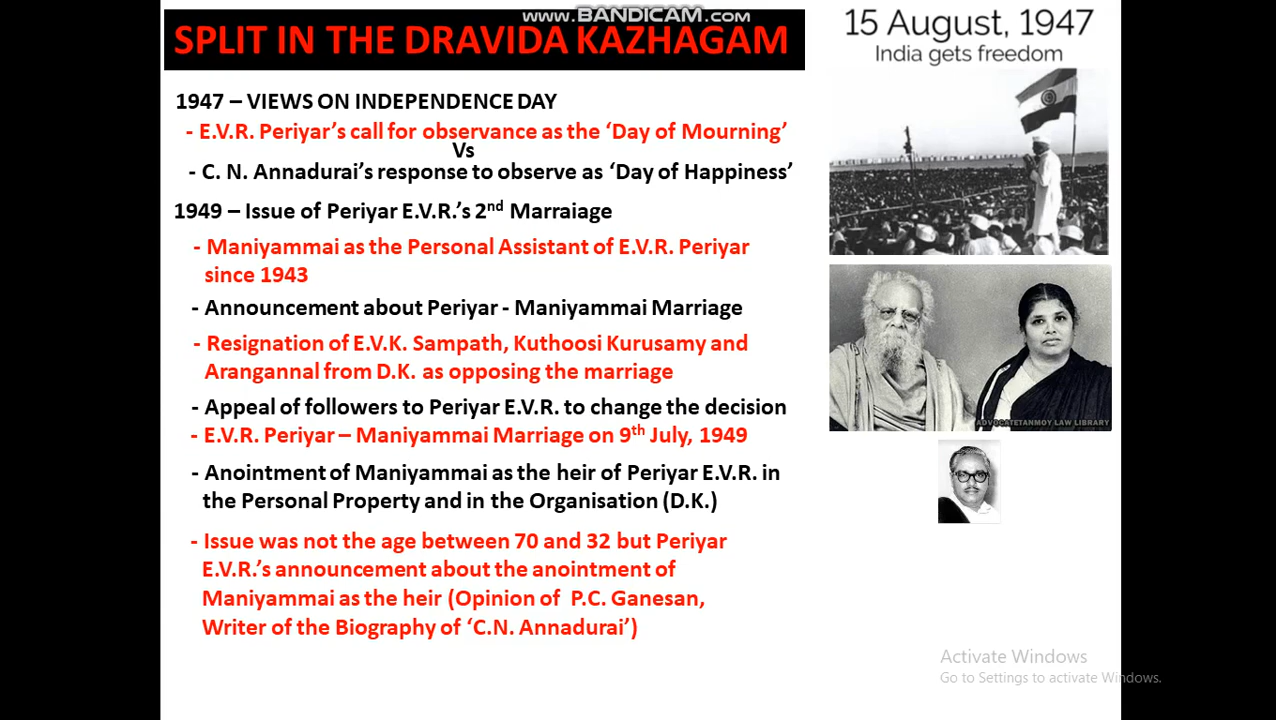 www.BANDICAM.com
SPLIT IN THE DRAVIDA KAZHAGAM
1947 – VIEWS ON INDEPENDENCE DAY
- E.V.R. Periyar's call for observance as the 'Day of Mourning'
Vs
- C. N. Annadurai's response to observe as 'Day of Happiness'
1949 – Issue of Periyar E.V.R.'s 2nd Marraiage
- Maniyammai as the Personal Assistant of E.V.R. Periyar
since 1943
- Announcement about Periyar - Maniyammai Marriage
- Resignation of E.V.K. Sampath, Kuthoosi Kurusamy and
Arangannal from D.K. as opposing the marriage
- Appeal of followers to Periyar E.V.R. to change the decision
- E.V.R. Periyar – Maniyammai Marriage on 9th July, 1949
- Anointment of Maniyammai as the heir of Periyar E.V.R. in
the Personal Property and in the Organisation (D.K.)
- Issue was not the age between 70 and 32 but Periyar
E.V.R.'s announcement about the anointment of
Maniyammai as the heir (Opinion of P.C. Ganesan,
Writer of the Biography of 'C.N. Annadurai')
15 August, 1947
India gets freedom
ADVOCATETANMOY LAW LIBRARY
Activate Windows
Go to Settings to activate Windows.